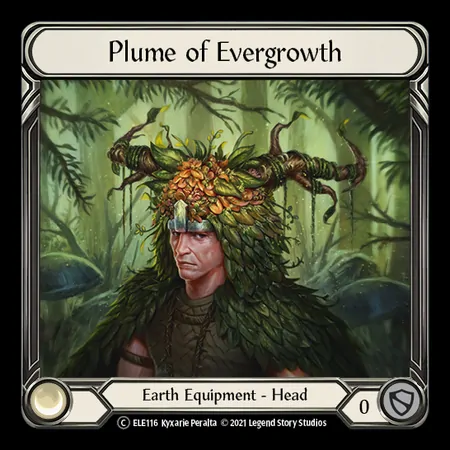 Plume of Evergrowth
Earth Equipment - Head
0
C ELE116 Kyxarie Peralta © 2021 Legend Story Studios